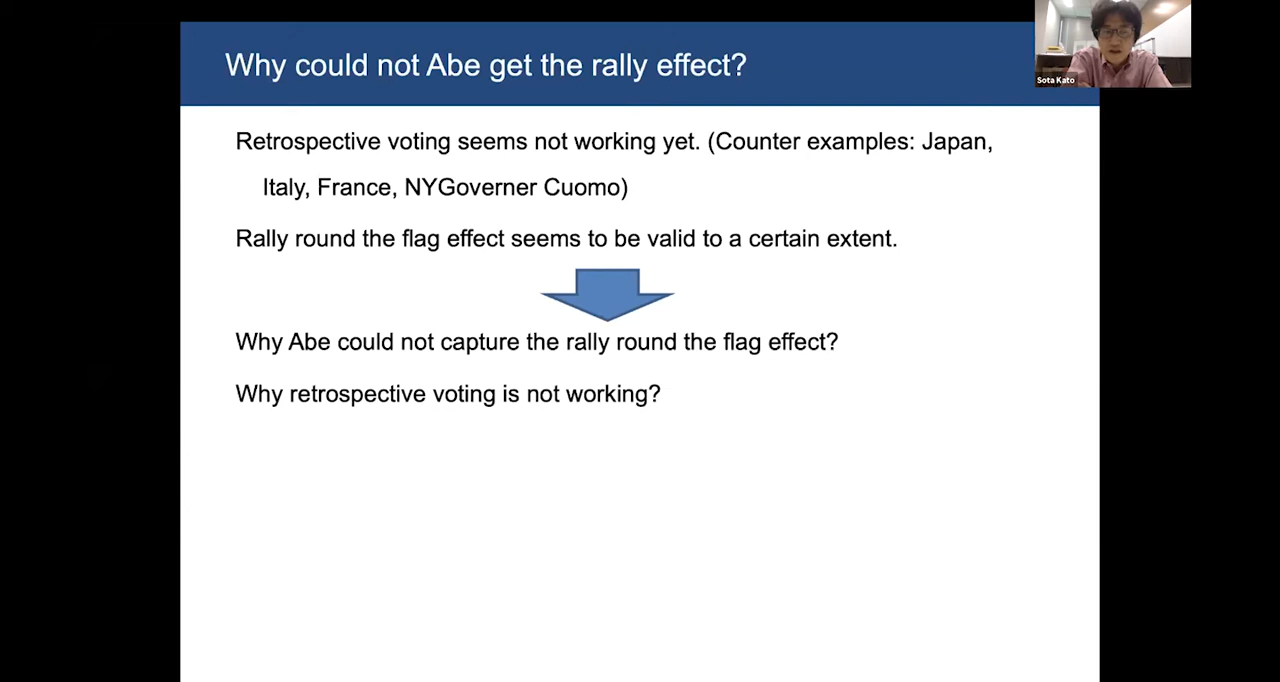 Why could not Abe get the rally effect?
Sota Kato
Retrospective voting seems not working yet. (Counter examples: Japan,
Italy, France, NYGoverner Cuomo)
Rally round the flag effect seems to be valid to a certain extent.
Why Abe could not capture the rally round the flag effect?
Why retrospective voting is not working?